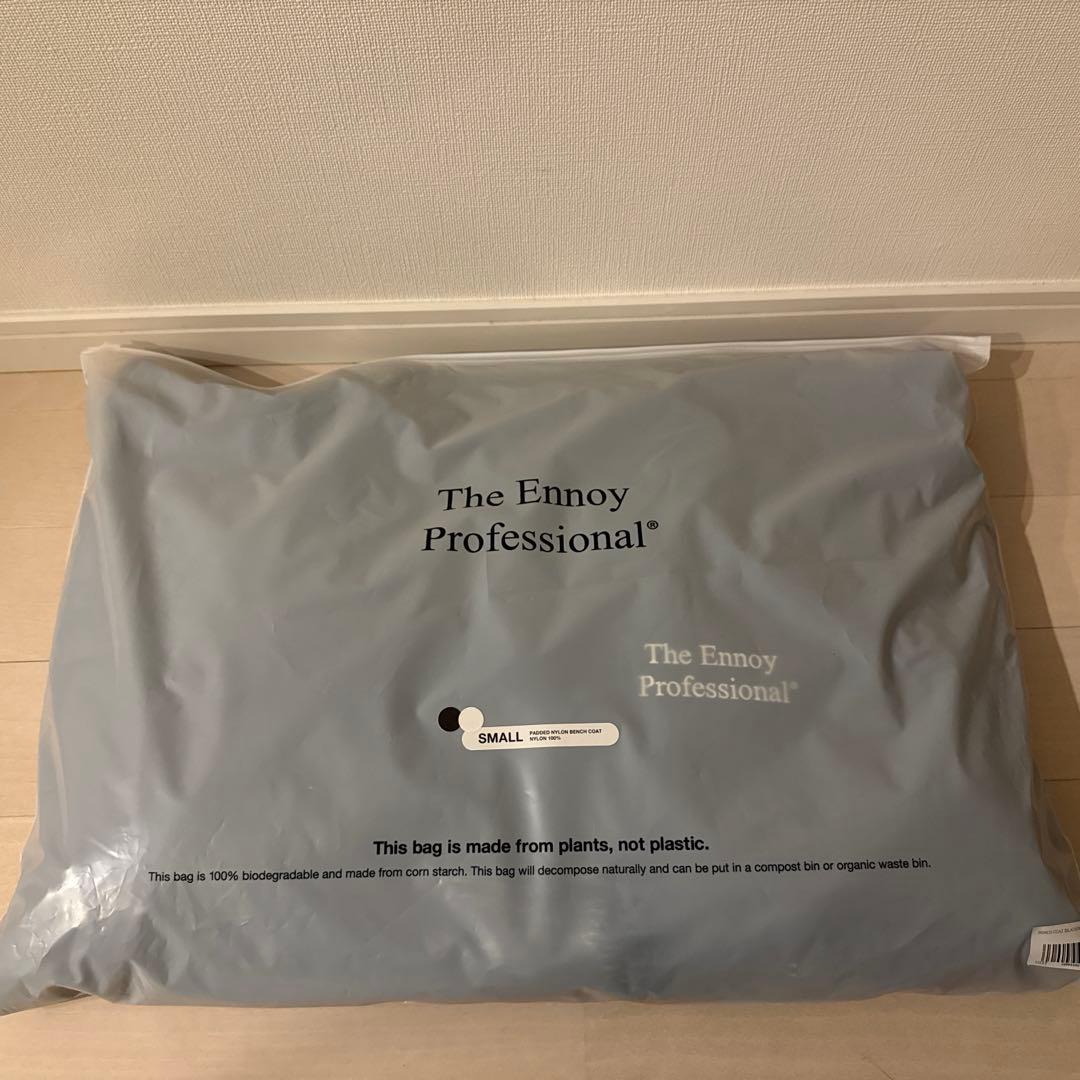 The Ennoy
Professional®
The Ennoy
Professional®
SMALL PADDED NYLON BENCH COAT
NYLON 100%
This bag is made from plants, not plastic.
This bag is 100% biodegradable and made from corn starch. This bag will decompose naturally and can be put in a compost bin or organic waste bin.